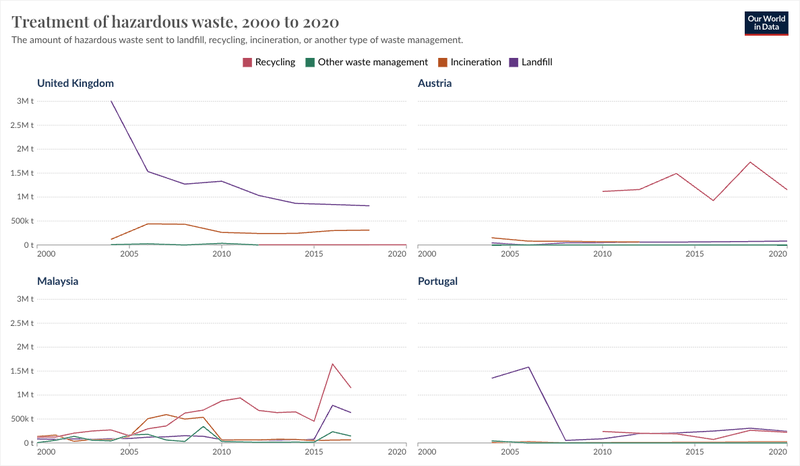 Treatment of hazardous waste, 2000 to 2020
The amount of hazardous waste sent to landfill, recycling, incineration, or another type of waste management.
Our World
in Data
Recycling Other waste management Incineration Landfill
United Kingdom
3M t
2.5M t
2M t
1.5M t
1M t
500k t
0 t
2000 2005 2010 2015 2020
Austria
2000 2005 2010 2015 2020
Malaysia
3M t
2.5M t
2M t
1.5M t
1M t
500k t
0 t
2000 2005 2010 2015 2020
Portugal
2000 2005 2010 2015 2020